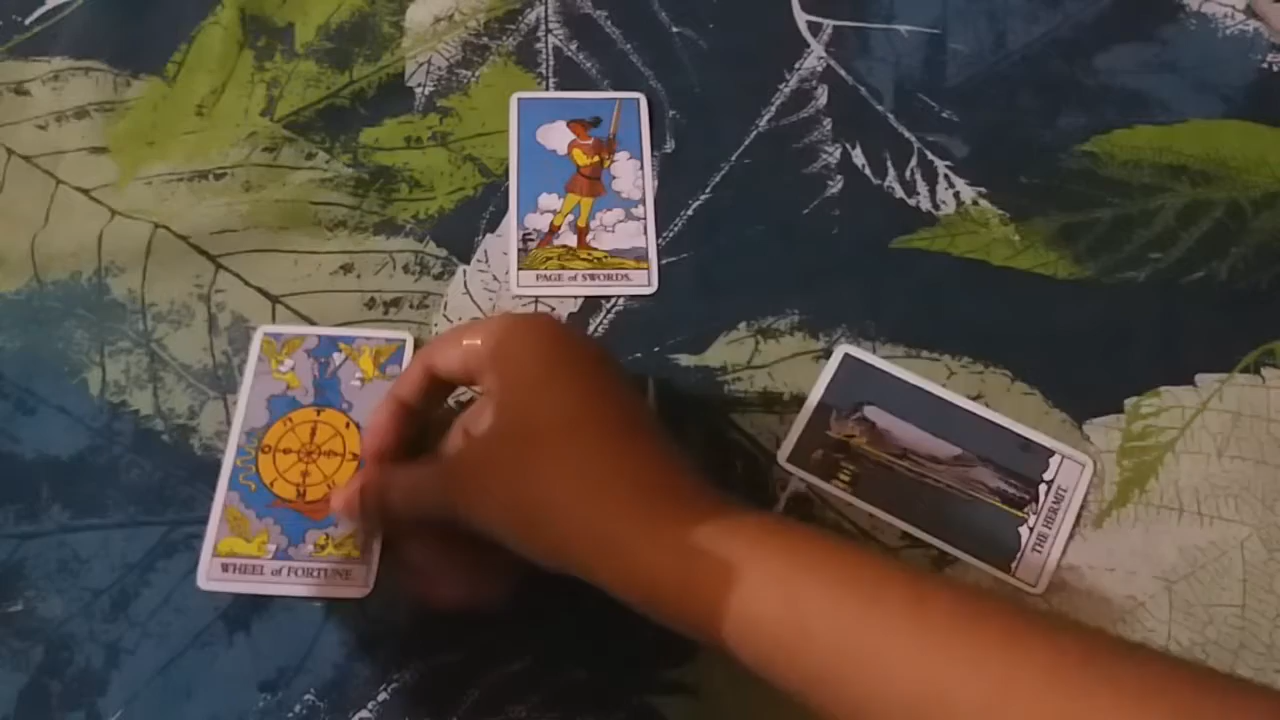 PAGE of SWORDS.
WHEEL of FORTUNE.
THE HERMIT.